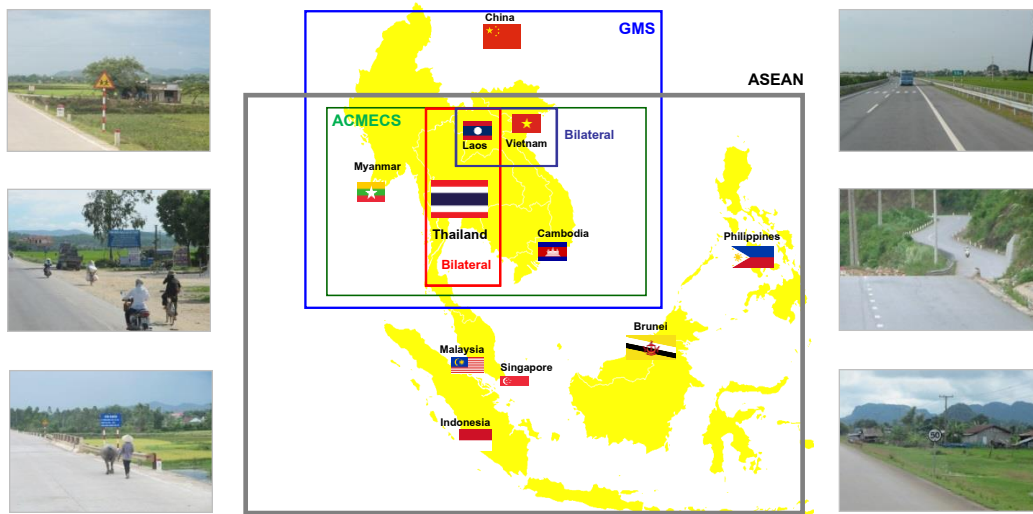 China
GMS
ASEAN
ACMECS
Laos
Vietnam
Bilateral
Myanmar
Thailand
Cambodia
Philippines
Bilateral
Brunei
Malaysia
Singapore
Indonesia
50